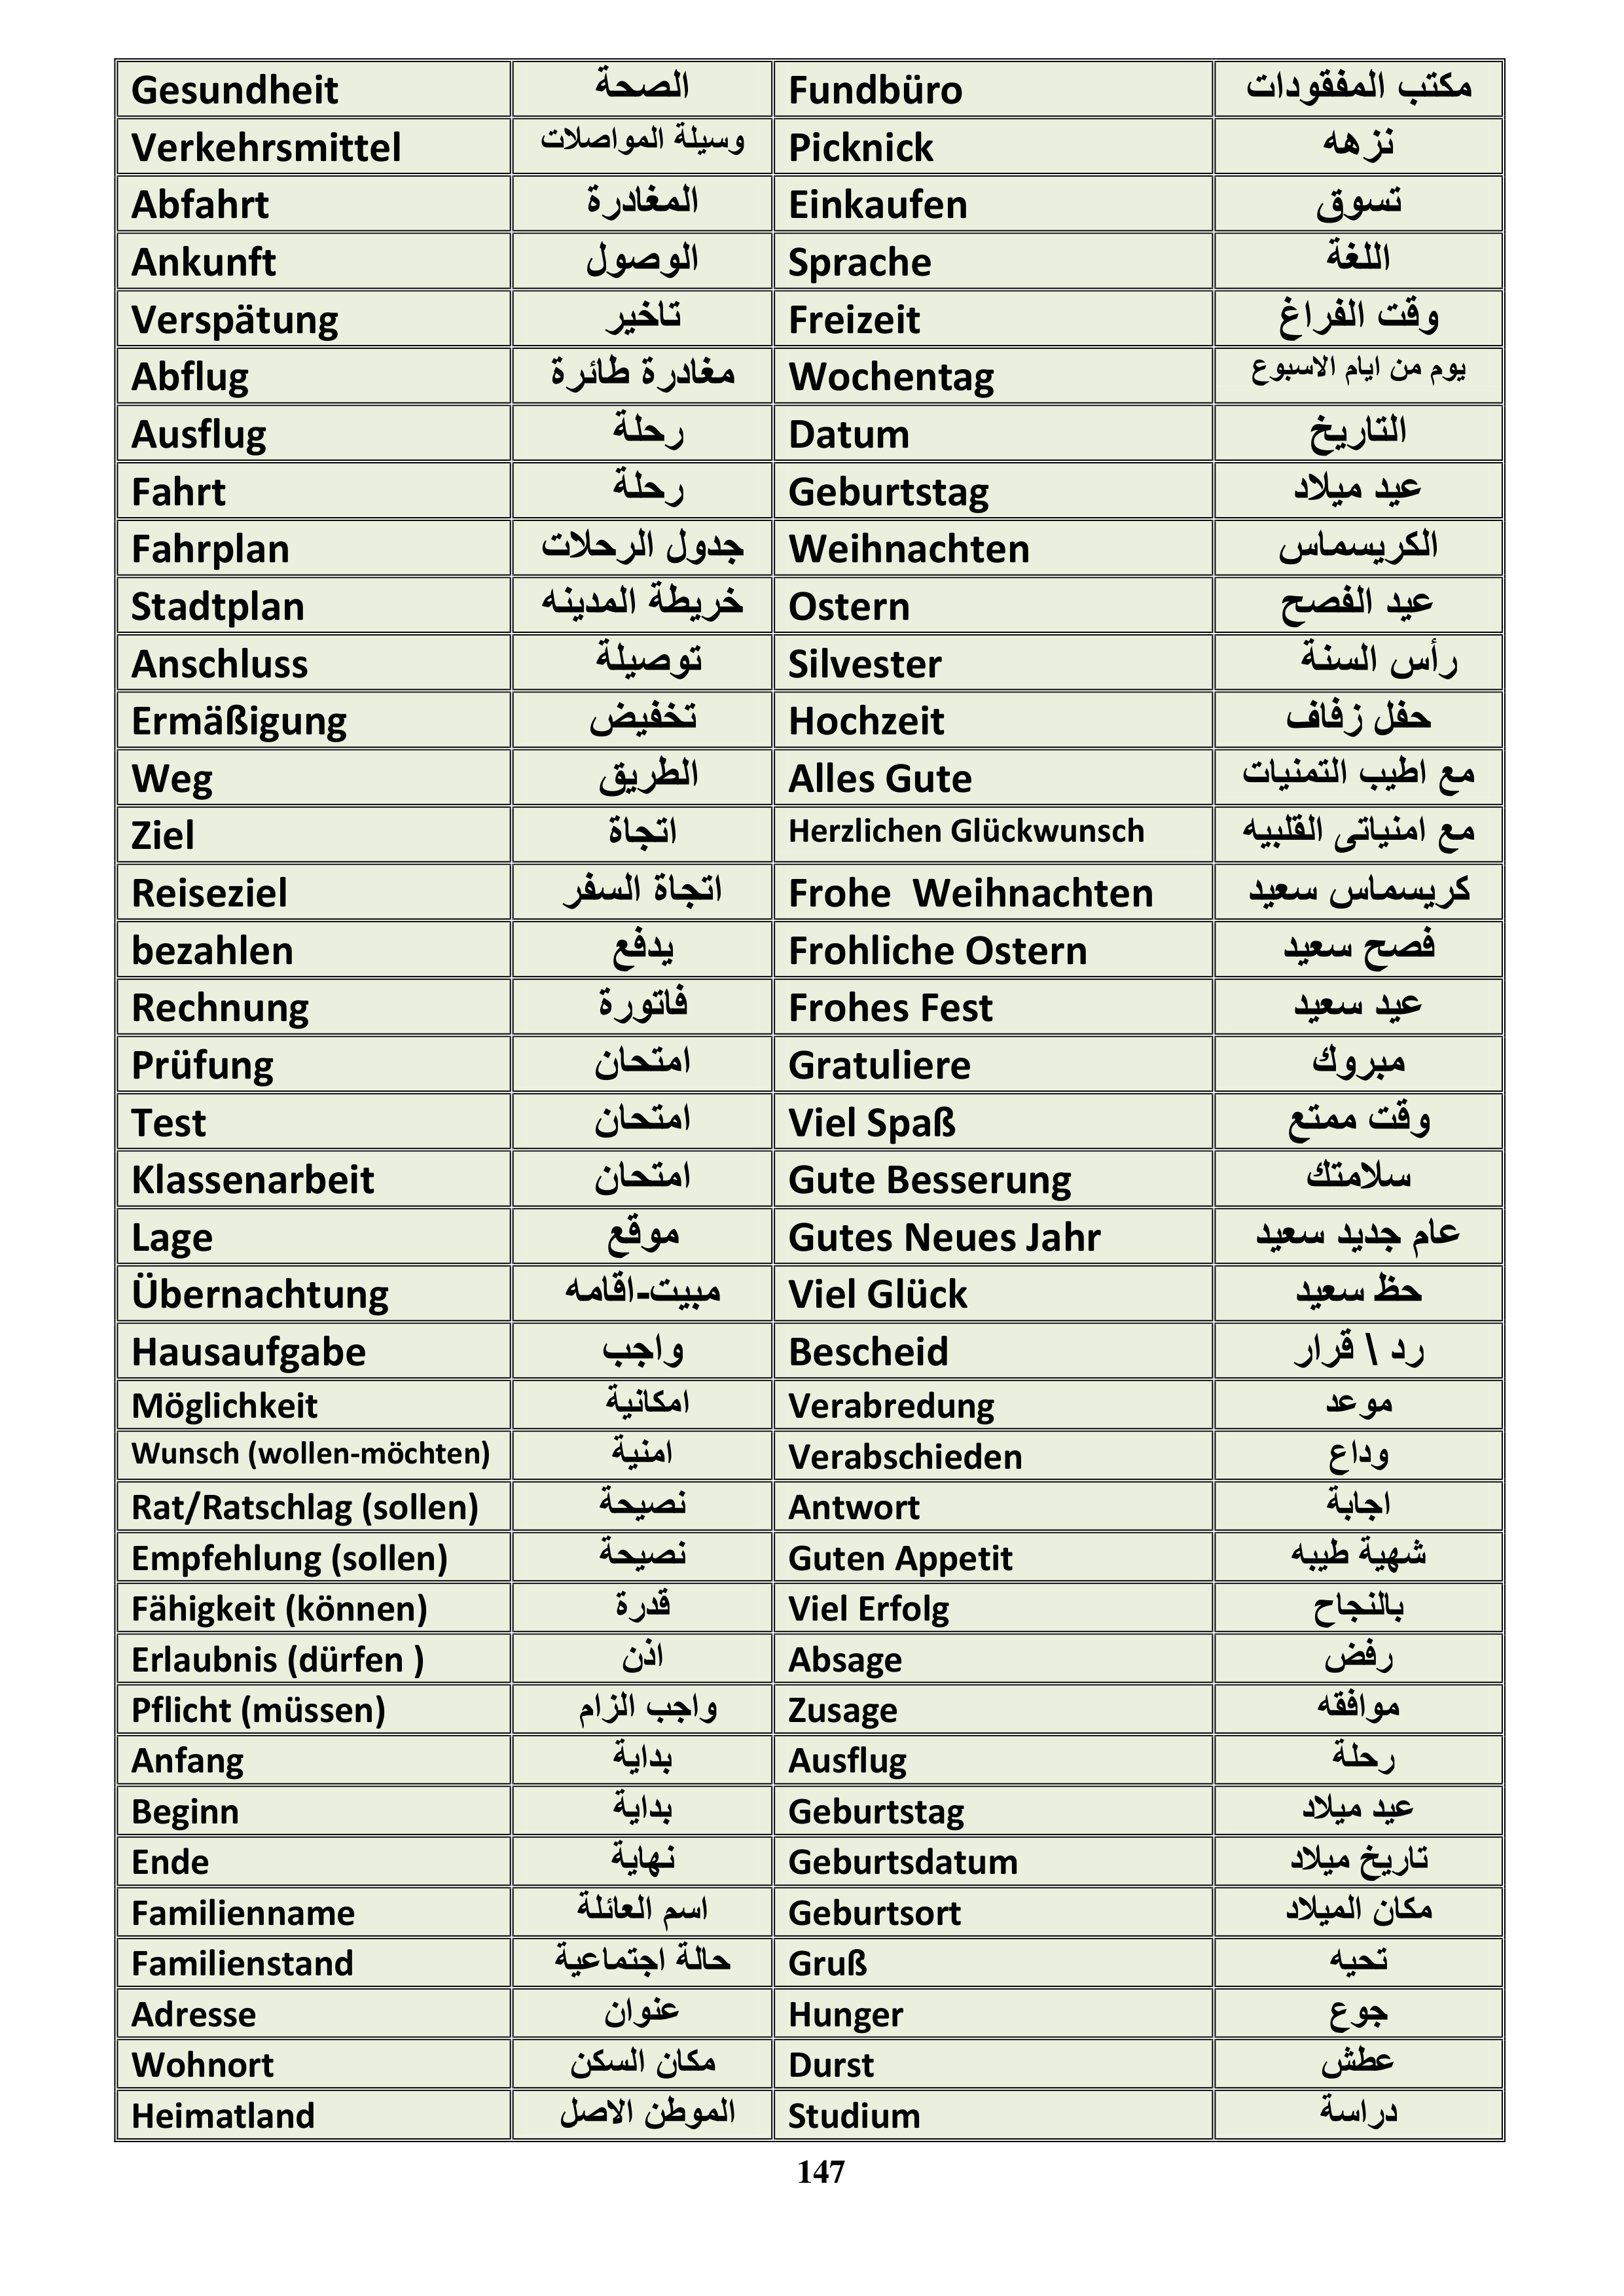 Gesundheit الصحة Fundbüro مكتب المفقودات
Verkehrsmittel وسيلة المواصلات Picknick نزهه
Abfahrt المغادرة Einkaufen تسوق
Ankunft الوصول Sprache اللغة
Verspätung تاخير Freizeit وقت الفراغ
Abflug مغادرة طائرة Wochentag يوم من ايام الاسبوع
Ausflug رحلة Datum التاريخ
Fahrt رحلة Geburtstag عيد ميلاد
Fahrplan جدول الرحلات Weihnachten الكريسماس
Stadtplan خريطة المدينه Ostern عيد الفصح
Anschluss توصيلة Silvester رأس السنة
Ermäßigung تخفيض Hochzeit حفل زفاف
Weg الطريق Alles Gute مع اطيب التمنيات
Ziel اتجاة Herzlichen Glückwunsch مع امنياتى القلبيه
Reiseziel اتجاة السفر Frohe Weihnachten كريسماس سعيد
bezahlen يدفع Frohliche Ostern فصح سعيد
Rechnung فاتورة Frohes Fest عيد سعيد
Prüfung امتحان Gratuliere مبروك
Test امتحان Viel Spaß وقت ممتع
Klassenarbeit امتحان Gute Besserung سلامتك
Lage موقع Gutes Neues Jahr عام جديد سعيد
Übernachtung مبيت-اقامه Viel Glück حظ سعيد
Hausaufgabe واجب Bescheid رد \ قرار
Möglichkeit امكانية Verabredung موعد
Wunsch (wollen-möchten) امنية Verabschieden وداع
Rat/Ratschlag (sollen) نصيحة Antwort اجابة
Empfehlung (sollen) نصيحة Guten Appetit شهية طيبه
Fähigkeit (können) قدرة Viel Erfolg بالنجاح
Erlaubnis (dürfen ) اذن Absage رفض
Pflicht (müssen) واجب الزام Zusage موافقه
Anfang بداية Ausflug رحلة
Beginn بداية Geburtstag عيد ميلاد
Ende نهاية Geburtsdatum تاريخ ميلاد
Familienname اسم العائلة Geburtsort مكان الميلاد
Familienstand حالة اجتماعية Gruß تحيه
Adresse عنوان Hunger جوع
Wohnort مكان السكن Durst عطش
Heimatland الموطن الاصل Studium دراسة
147